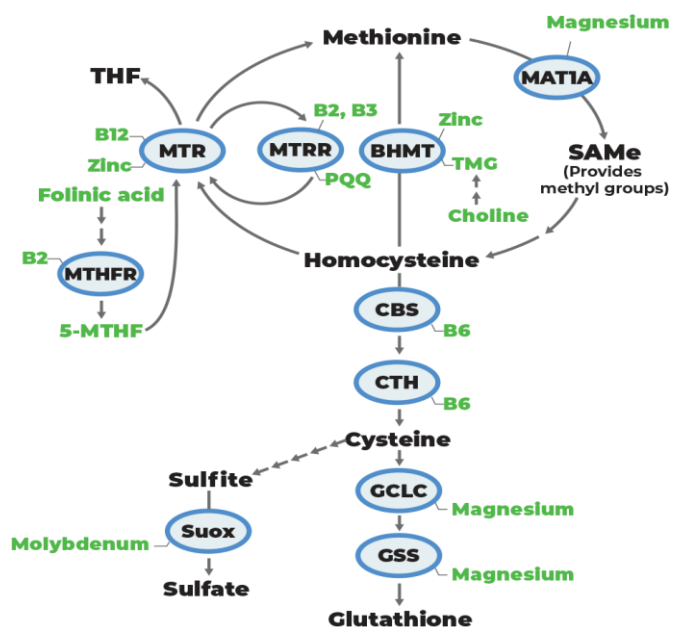 Magnesium
Methionine
MAT1A
THF
B2, B3
B12
MTR
MTRR
BHMT
Zinc
Zinc
PQQ
TMG
SAMe
(Provides
methyl groups)
Folinic acid
Choline
B2
MTHFR
Homocysteine
5-MTHF
CBS
B6
CTH
B6
Cysteine
Sulfite
GCLC
Magnesium
Suox
Molybdenum
GSS
Magnesium
Sulfate
Glutathione